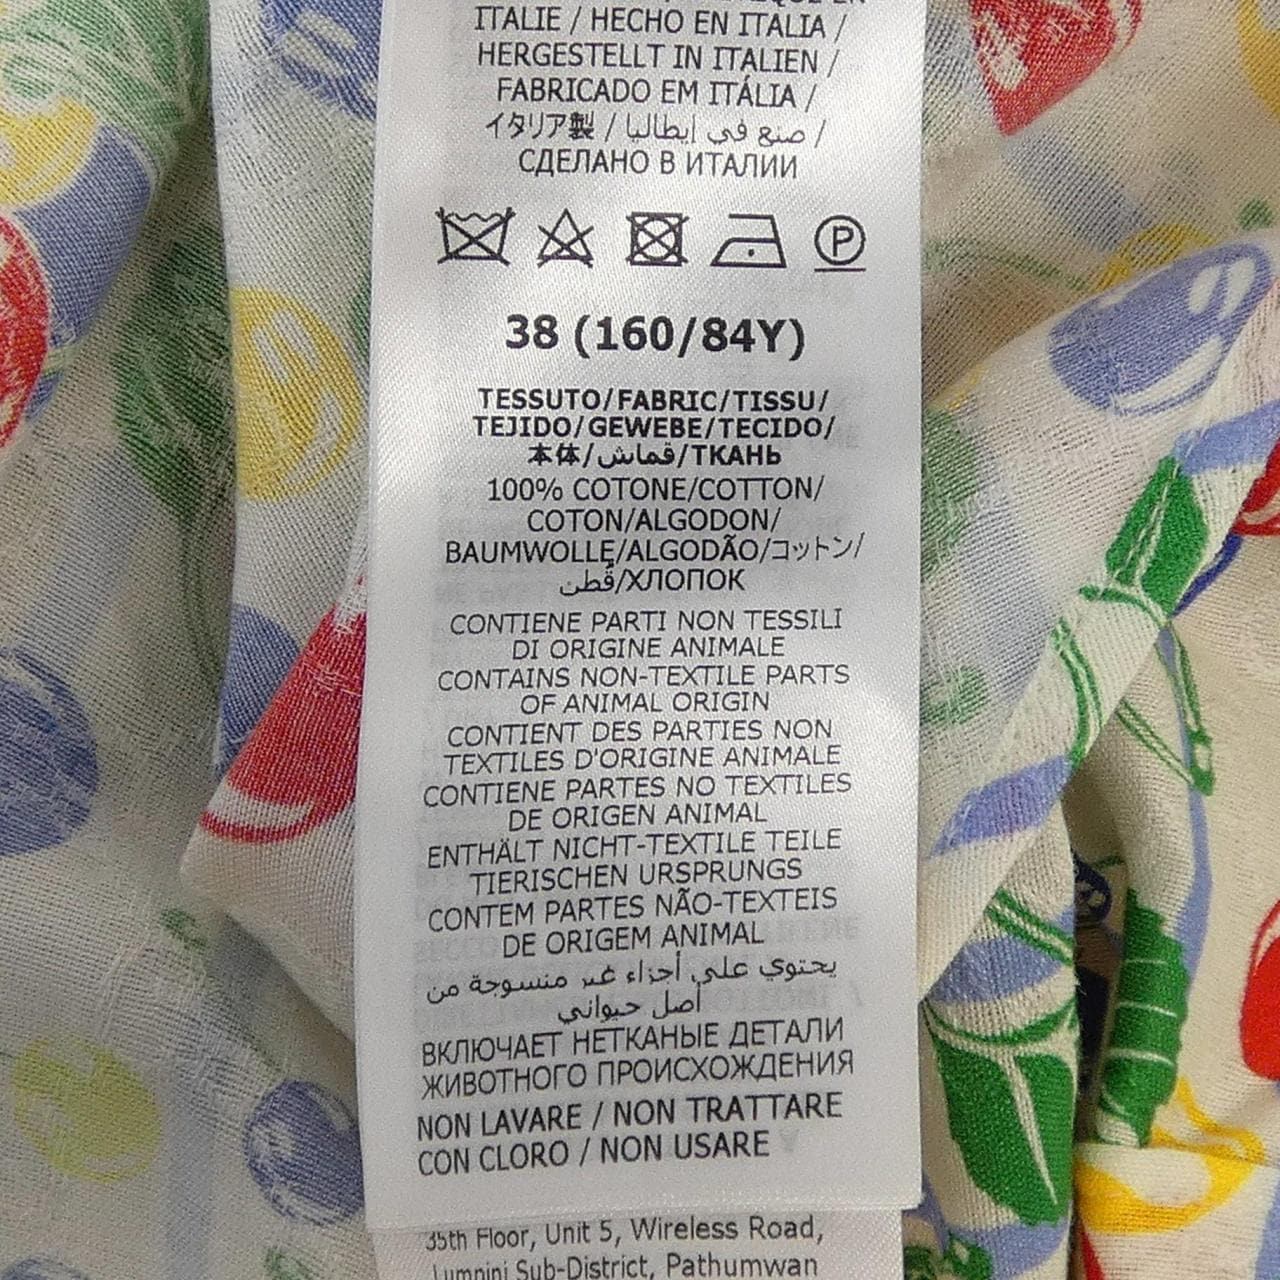 ITALIE / HECHO EN ITALIA /
HERGESTELLT IN ITALIEN /
FABRICADO EM ITÁLIA /
イタリア製 / صنع في إيطاليا /
СДЕЛАНО В ИТАЛИИ
P
38 (160/84Y)
TESSUTO/FABRIC/TISSU/
TEJIDO/GEWEBE/TECIDO/
本体/قماش/ТКАНЬ
100% COTONE/COTTON/
COTON/ALGODON/
BAUMWOLLE/ALGODÃO/コットン/
قُطن/ХЛОПОК
CONTIENE PARTI NON TESSILI
DI ORIGINE ANIMALE
CONTAINS NON-TEXTILE PARTS
OF ANIMAL ORIGIN
CONTIENT DES PARTIES NON
TEXTILES D'ORIGINE ANIMALE
CONTIENE PARTES NO TEXTILES
DE ORIGEN ANIMAL
ENTHÄLT NICHT-TEXTILE TEILE
TIERISCHEN URSPRUNGS
CONTEM PARTES NÃO-TEXTEIS
DE ORIGEM ANIMAL
يحتوي على أجزاء غير منسوجة من
أصل حيواني
ВКЛЮЧАЕТ НЕТКАНЫЕ ДЕТАЛИ
ЖИВОТНОГО ПРОИСХОЖДЕНИЯ
NON LAVARE / NON TRATTARE
CON CLORO / NON USARE
35th Floor, Unit 5, Wireless Road,
Lumpini Sub-District, Pathumwan